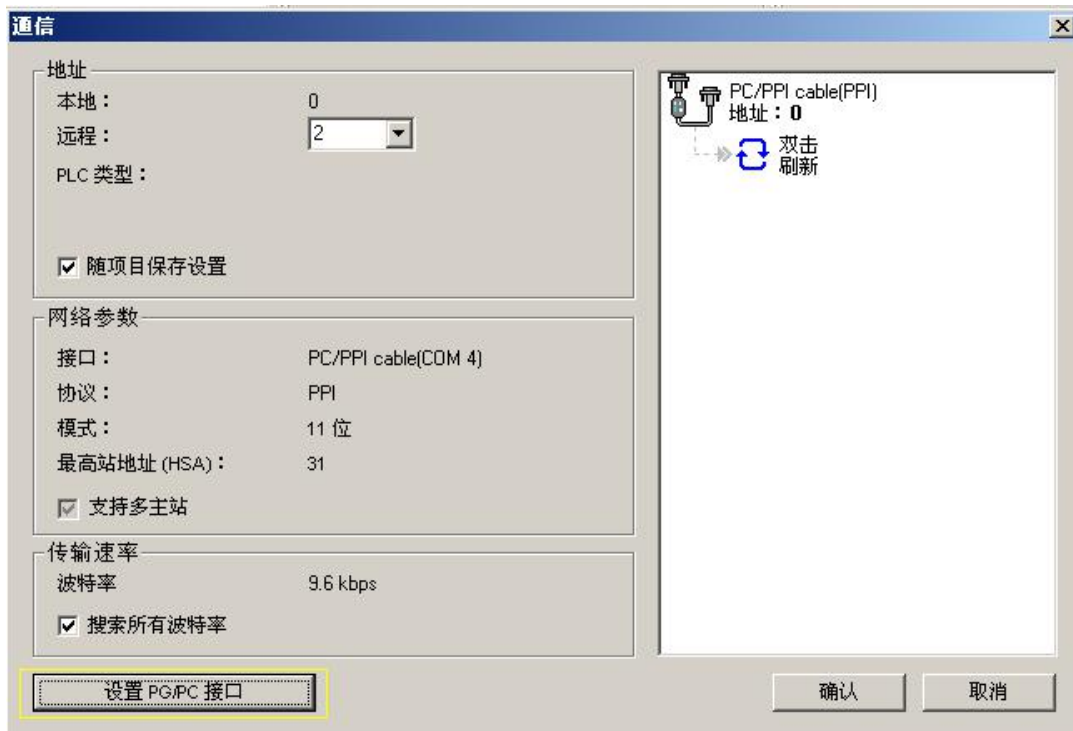 通信
地址
本地： 0
远程： 2
PLC 类型：
随项目保存设置
网络参数
接口： PC/PPI cable(COM 4)
协议： PPI
模式： 11 位
最高站地址 (HSA)： 31
支持多主站
传输速率
波特率 9.6 kbps
搜索所有波特率
设置 PG/PC 接口
PC/PPI cable(PPI)
地址：0
双击
刷新
确认
取消